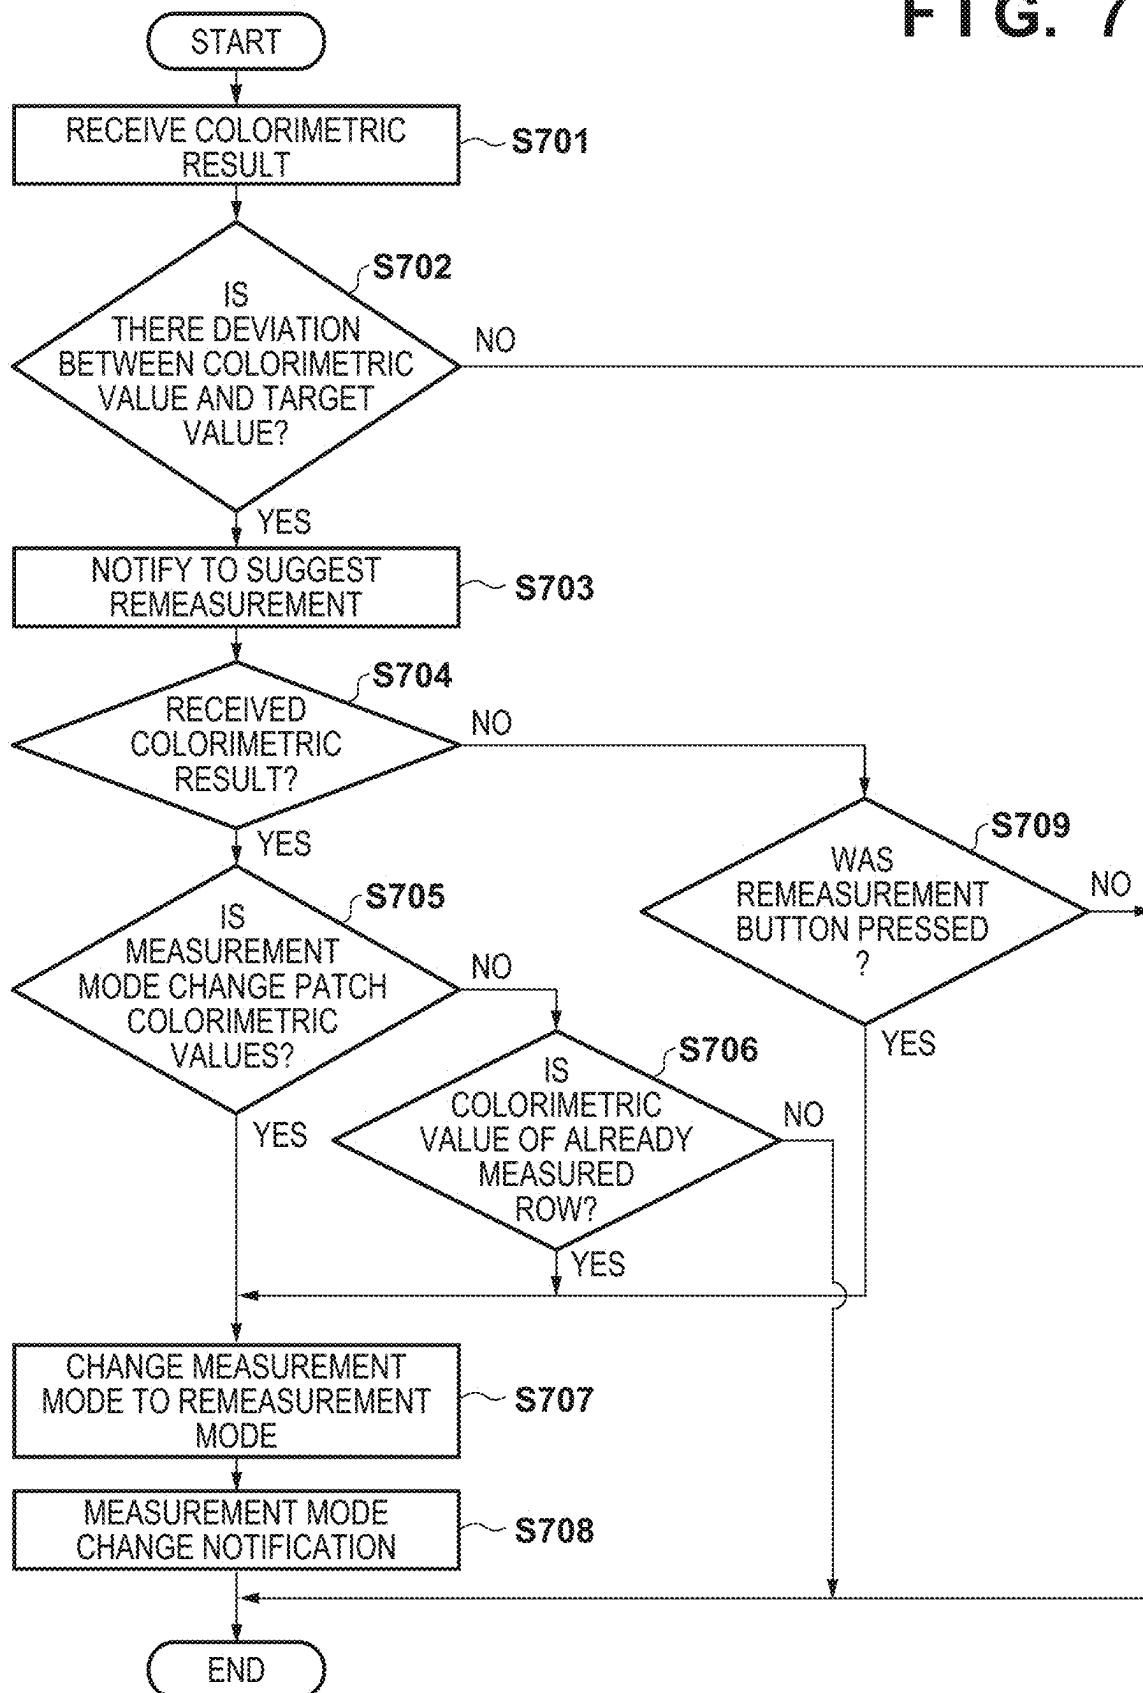 FIG. 7
START
RECEIVE COLORIMETRIC
RESULT
S701
S702
IS
THERE DEVIATION
BETWEEN COLORIMETRIC
VALUE AND TARGET
VALUE?
NO
YES
NOTIFY TO SUGGEST
REMEASUREMENT
S703
S704
RECEIVED
COLORIMETRIC
RESULT?
NO
YES
S709
WAS
REMEASUREMENT
BUTTON PRESSED
?
NO
YES
S705
IS
MEASUREMENT
MODE CHANGE PATCH
COLORIMETRIC
VALUES?
NO
YES
S706
IS
COLORIMETRIC
VALUE OF ALREADY
MEASURED
ROW?
NO
YES
CHANGE MEASUREMENT
MODE TO REMEASUREMENT
MODE
S707
MEASUREMENT MODE
CHANGE NOTIFICATION
S708
END